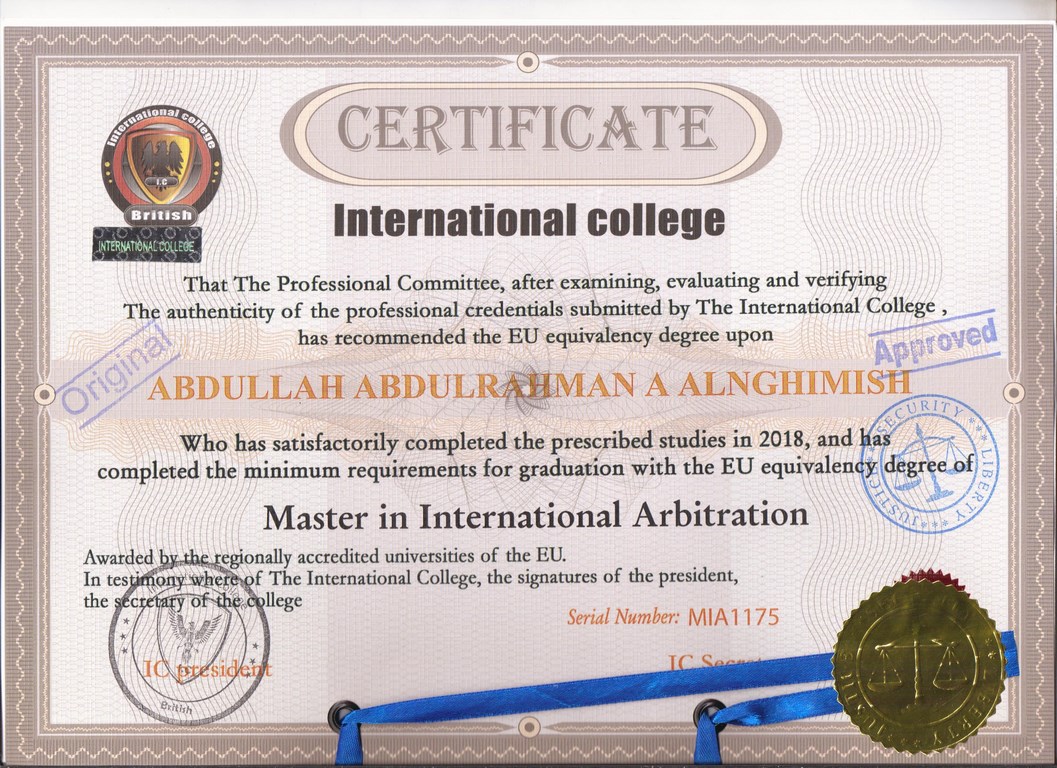 CERTIFICATE
International college
I.C
British
INTERNATIONAL COLLEGE
International college
That The Professional Committee, after examining, evaluating and verifying
The authenticity of the professional credentials submitted by The International College ,
has recommended the EU equivalency degree upon
Original
Approved
ABDULLAH ABDULRAHMAN A ALNGHIMISH
Who has satisfactorily completed the prescribed studies in 2018, and has
completed the minimum requirements for graduation with the EU equivalency degree of
SECURITY *** LIBERTY *** JUSTICE
Master in International Arbitration
Awarded by the regionally accredited universities of the EU.
In testimony where of The International College, the signatures of the president,
the secretary of the college
Serial Number: MIA1175
IC president
IC
British